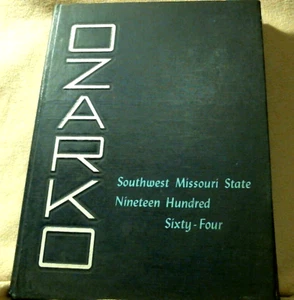 OZARKO
Southwest Missouri State
Nineteen Hundred
Sixty-Four